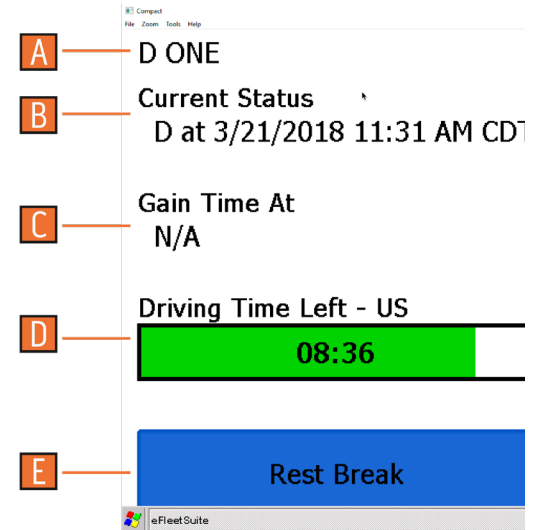 Compact
File Zoom Tools Help
A
D ONE
B
Current Status
D at 3/21/2018 11:31 AM CDT
C
Gain Time At
N/A
D
Driving Time Left - US
08:36
E
Rest Break
eFleetSuite